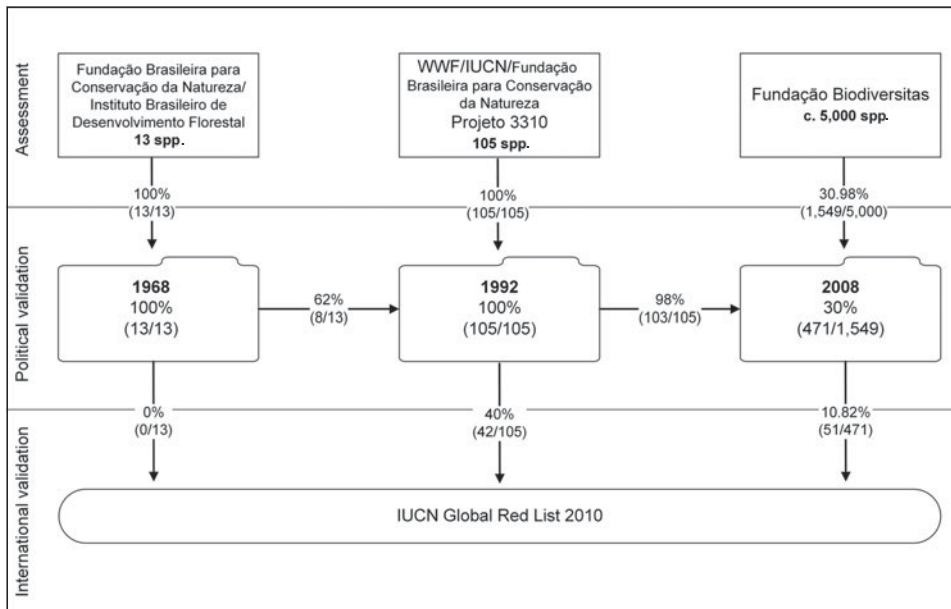 Assessment
Fundação Brasileira para
Conservação da Natureza/
Instituto Brasileiro de
Desenvolvimento Florestal
13 spp.
WWF/IUCN/Fundação
Brasileira para Conservação
da Natureza
Projeto 3310
105 spp.
Fundação Biodiversitas
c. 5,000 spp.
100%
(13/13)
100%
(105/105)
30.98%
(1,549/5,000)
Political validation
1968
100%
(13/13)
62%
(8/13)
1992
100%
(105/105)
98%
(103/105)
2008
30%
(471/1,549)
International validation
0%
(0/13)
40%
(42/105)
10.82%
(51/471)
IUCN Global Red List 2010